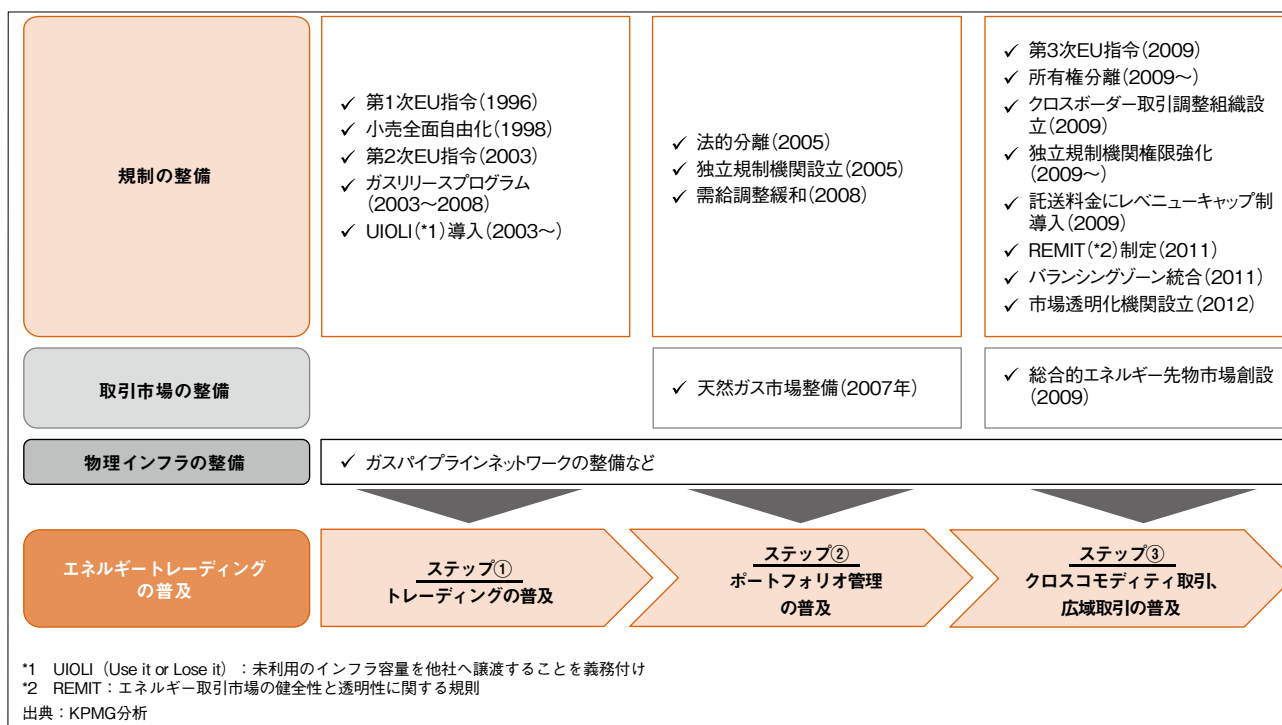 規制の整備
✓ 第1次EU指令(1996)
✓ 小売全面自由化(1998)
✓ 第2次EU指令(2003)
✓ ガスリリースプログラム
(2003～2008)
✓ UIOLI(*1)導入(2003～)
✓ 法的分離(2005)
✓ 独立規制機関設立(2005)
✓ 需給調整緩和(2008)
✓ 第3次EU指令(2009)
✓ 所有権分離(2009～)
✓ クロスボーダー取引調整組織設
立(2009)
✓ 独立規制機関権限強化
(2009～)
✓ 託送料金にレベニューキャップ制
導入(2009)
✓ REMIT(*2)制定(2011)
✓ バランシングゾーン統合(2011)
✓ 市場透明化機関設立(2012)
取引市場の整備
✓ 天然ガス市場整備(2007年)
✓ 総合的エネルギー先物市場創設
(2009)
物理インフラの整備
✓ ガスパイプラインネットワークの整備など
エネルギートレーディング
の普及
ステップ①
トレーディングの普及
ステップ②
ポートフォリオ管理
の普及
ステップ③
クロスコモディティ取引、
広域取引の普及
*1 UIOLI（Use it or Lose it）：未利用のインフラ容量を他社へ譲渡することを義務付け
*2 REMIT：エネルギー取引市場の健全性と透明性に関する規則
出典：KPMG分析